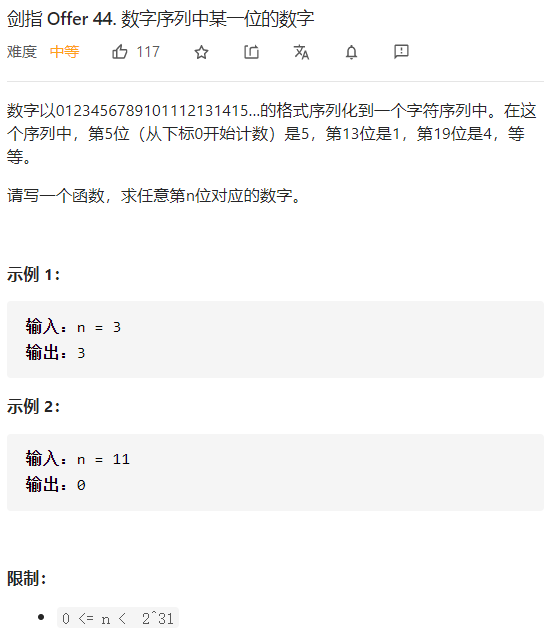 剑指 Offer 44. 数字序列中某一位的数字
难度 中等 117
数字以0123456789101112131415…的格式序列化到一个字符序列中。在这
个序列中，第5位（从下标0开始计数）是5，第13位是1，第19位是4，等
等。
请写一个函数，求任意第n位对应的数字。
示例 1：
输入：n = 3
输出：3
示例 2：
输入：n = 11
输出：0
限制：
0 <= n < 2^31